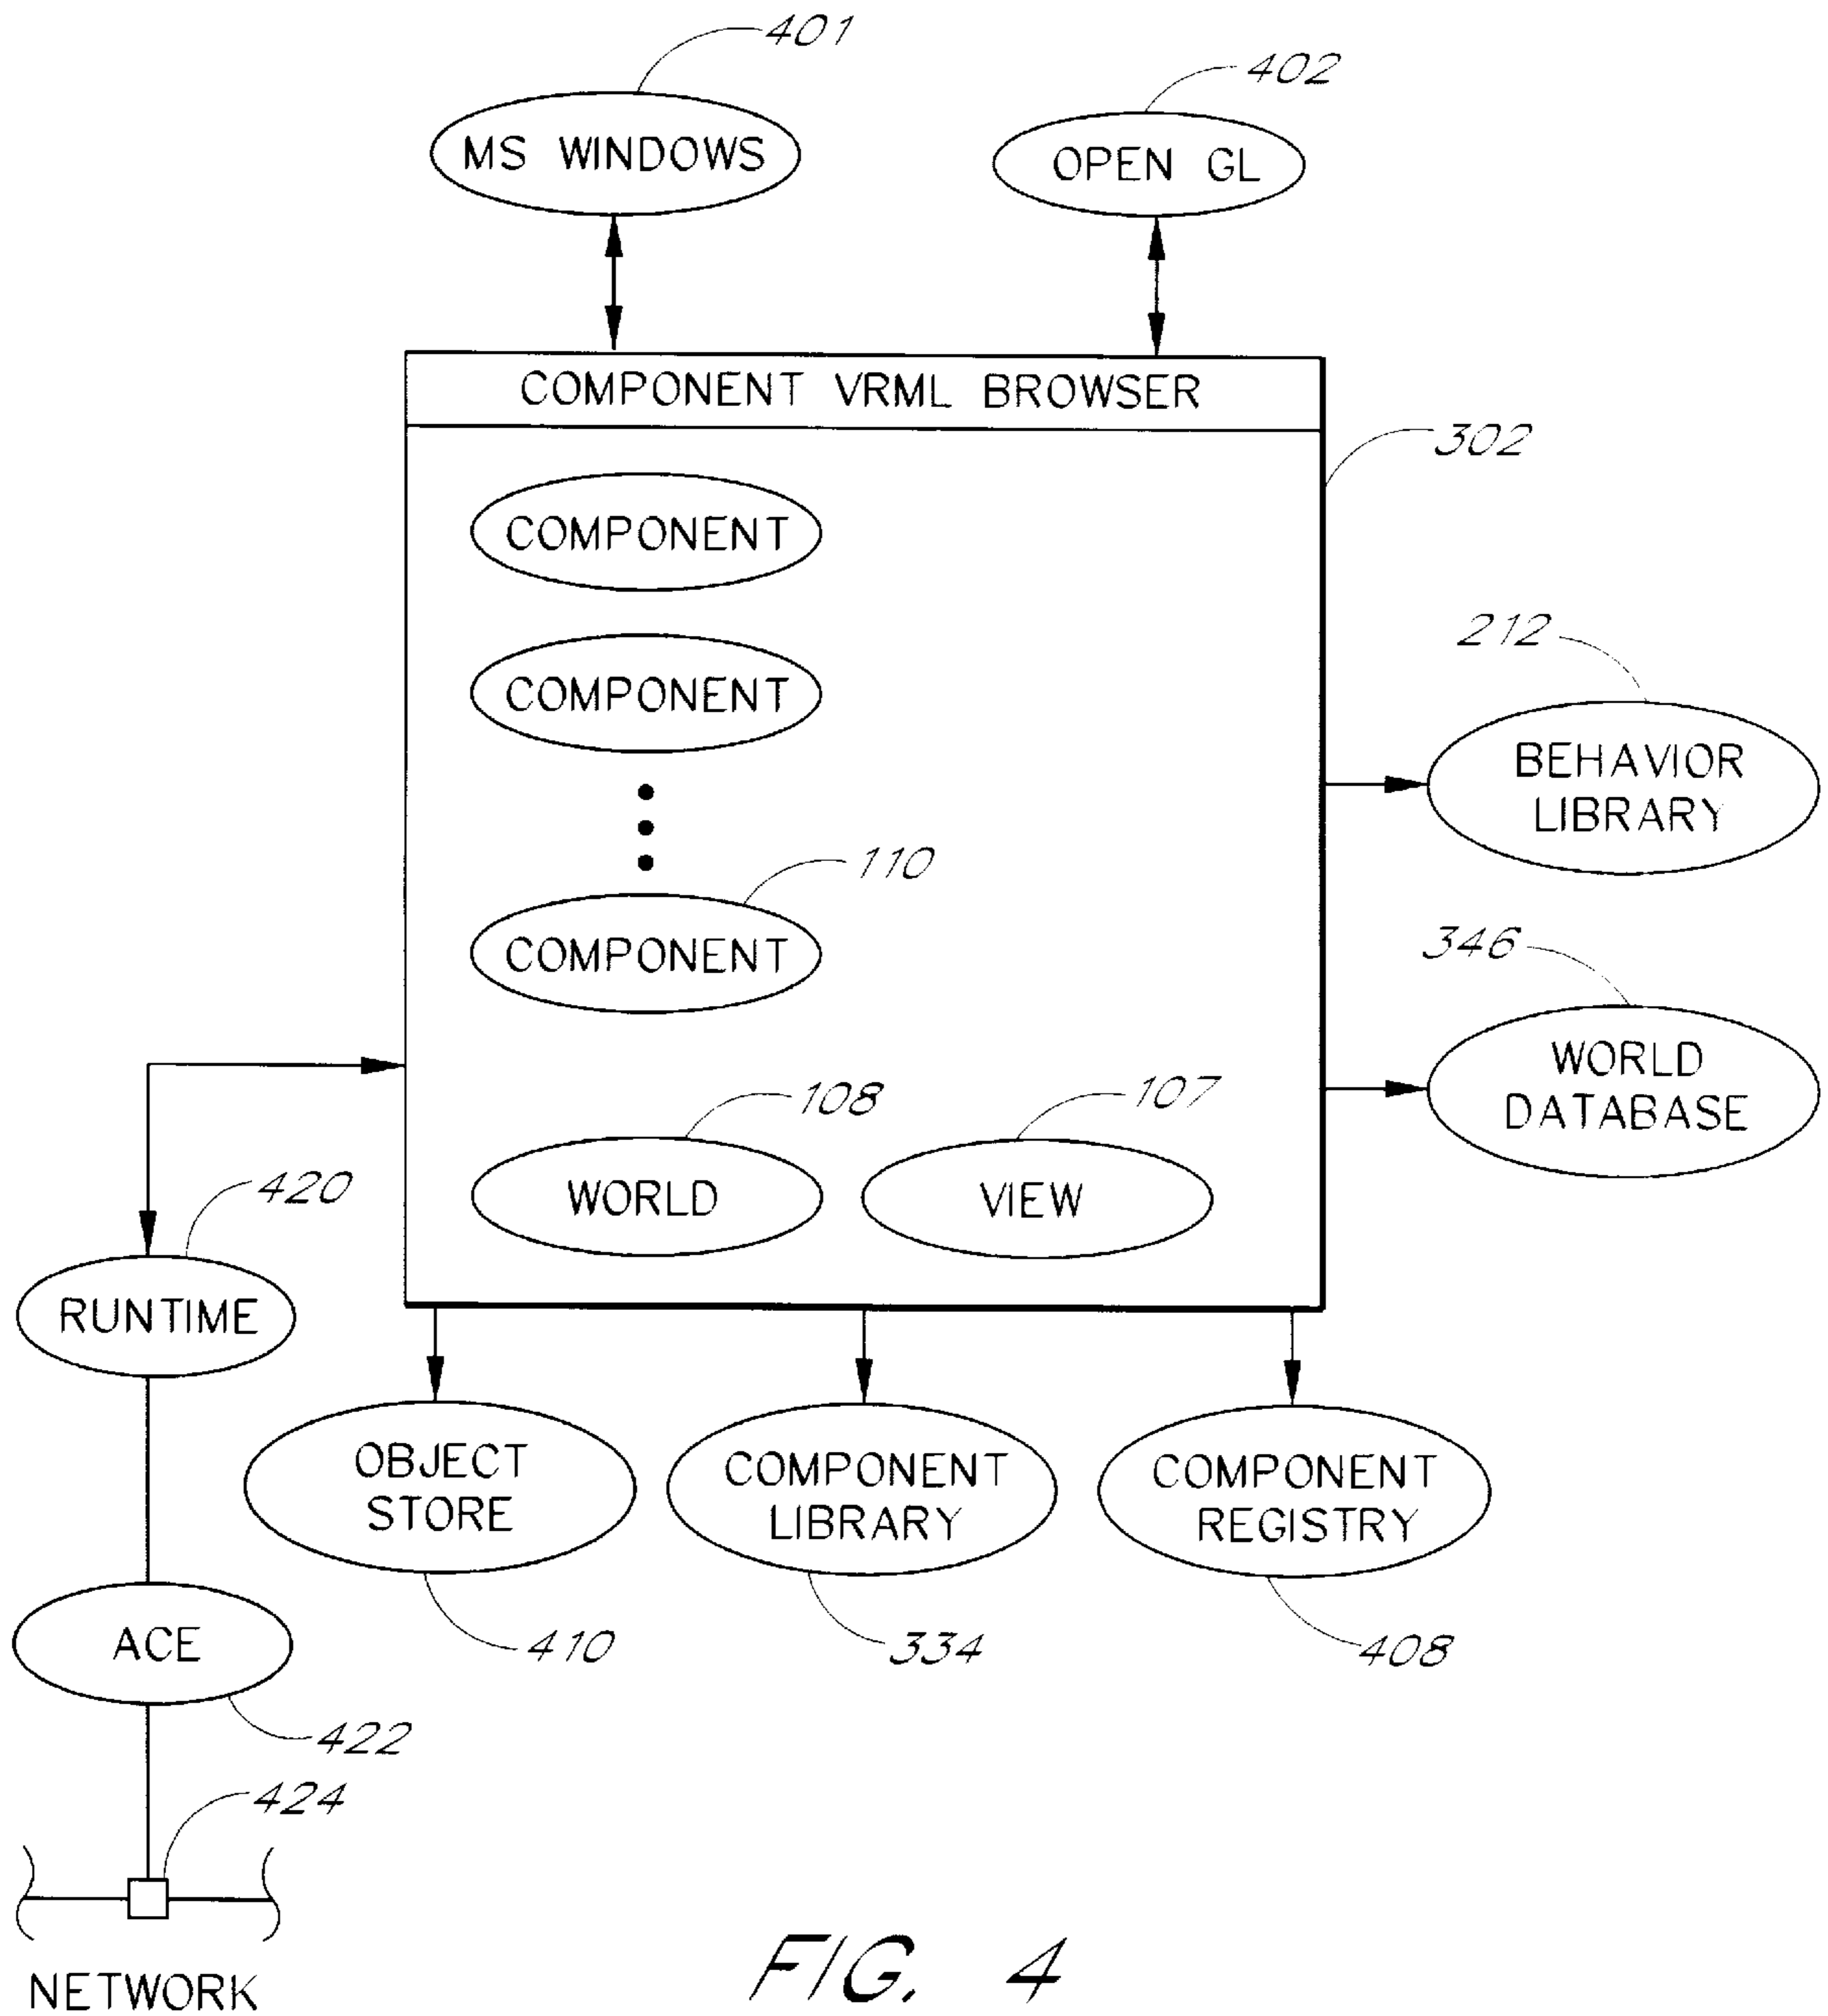 401
402
MS WINDOWS
OPEN GL
COMPONENT VRML BROWSER
302
COMPONENT
212
COMPONENT
BEHAVIOR
LIBRARY
110
COMPONENT
346
WORLD
DATABASE
108
107
420
WORLD
VIEW
RUNTIME
OBJECT
STORE
COMPONENT
LIBRARY
COMPONENT
REGISTRY
ACE
410
334
408
422
424
NETWORK
FIG. 4